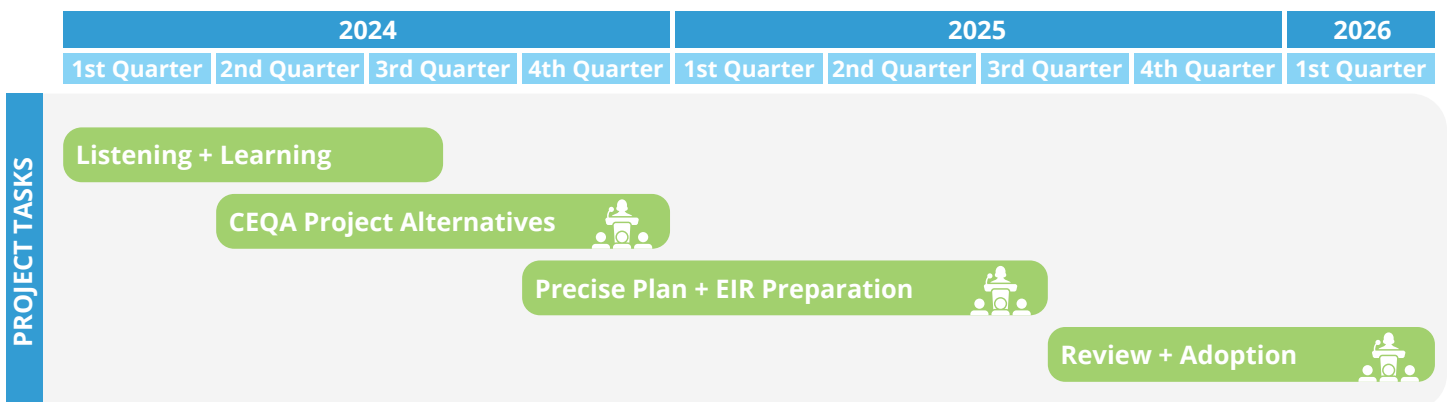 2024 2025 2026
1st Quarter 2nd Quarter 3rd Quarter 4th Quarter 1st Quarter 2nd Quarter 3rd Quarter 4th Quarter 1st Quarter
PROJECT TASKS
Listening + Learning
CEQA Project Alternatives
Precise Plan + EIR Preparation
Review + Adoption